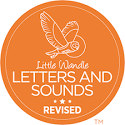 Little Wandle
LETTERS AND
SOUNDS
★ REVISED ★
TM